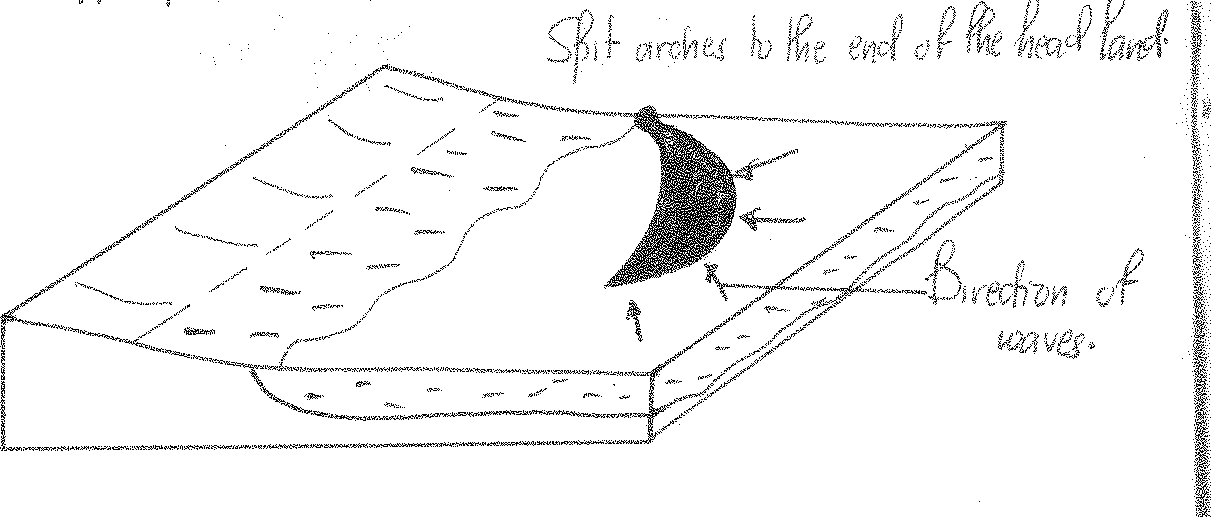 Spit arches to the end of the head land.
Direction of
waves.